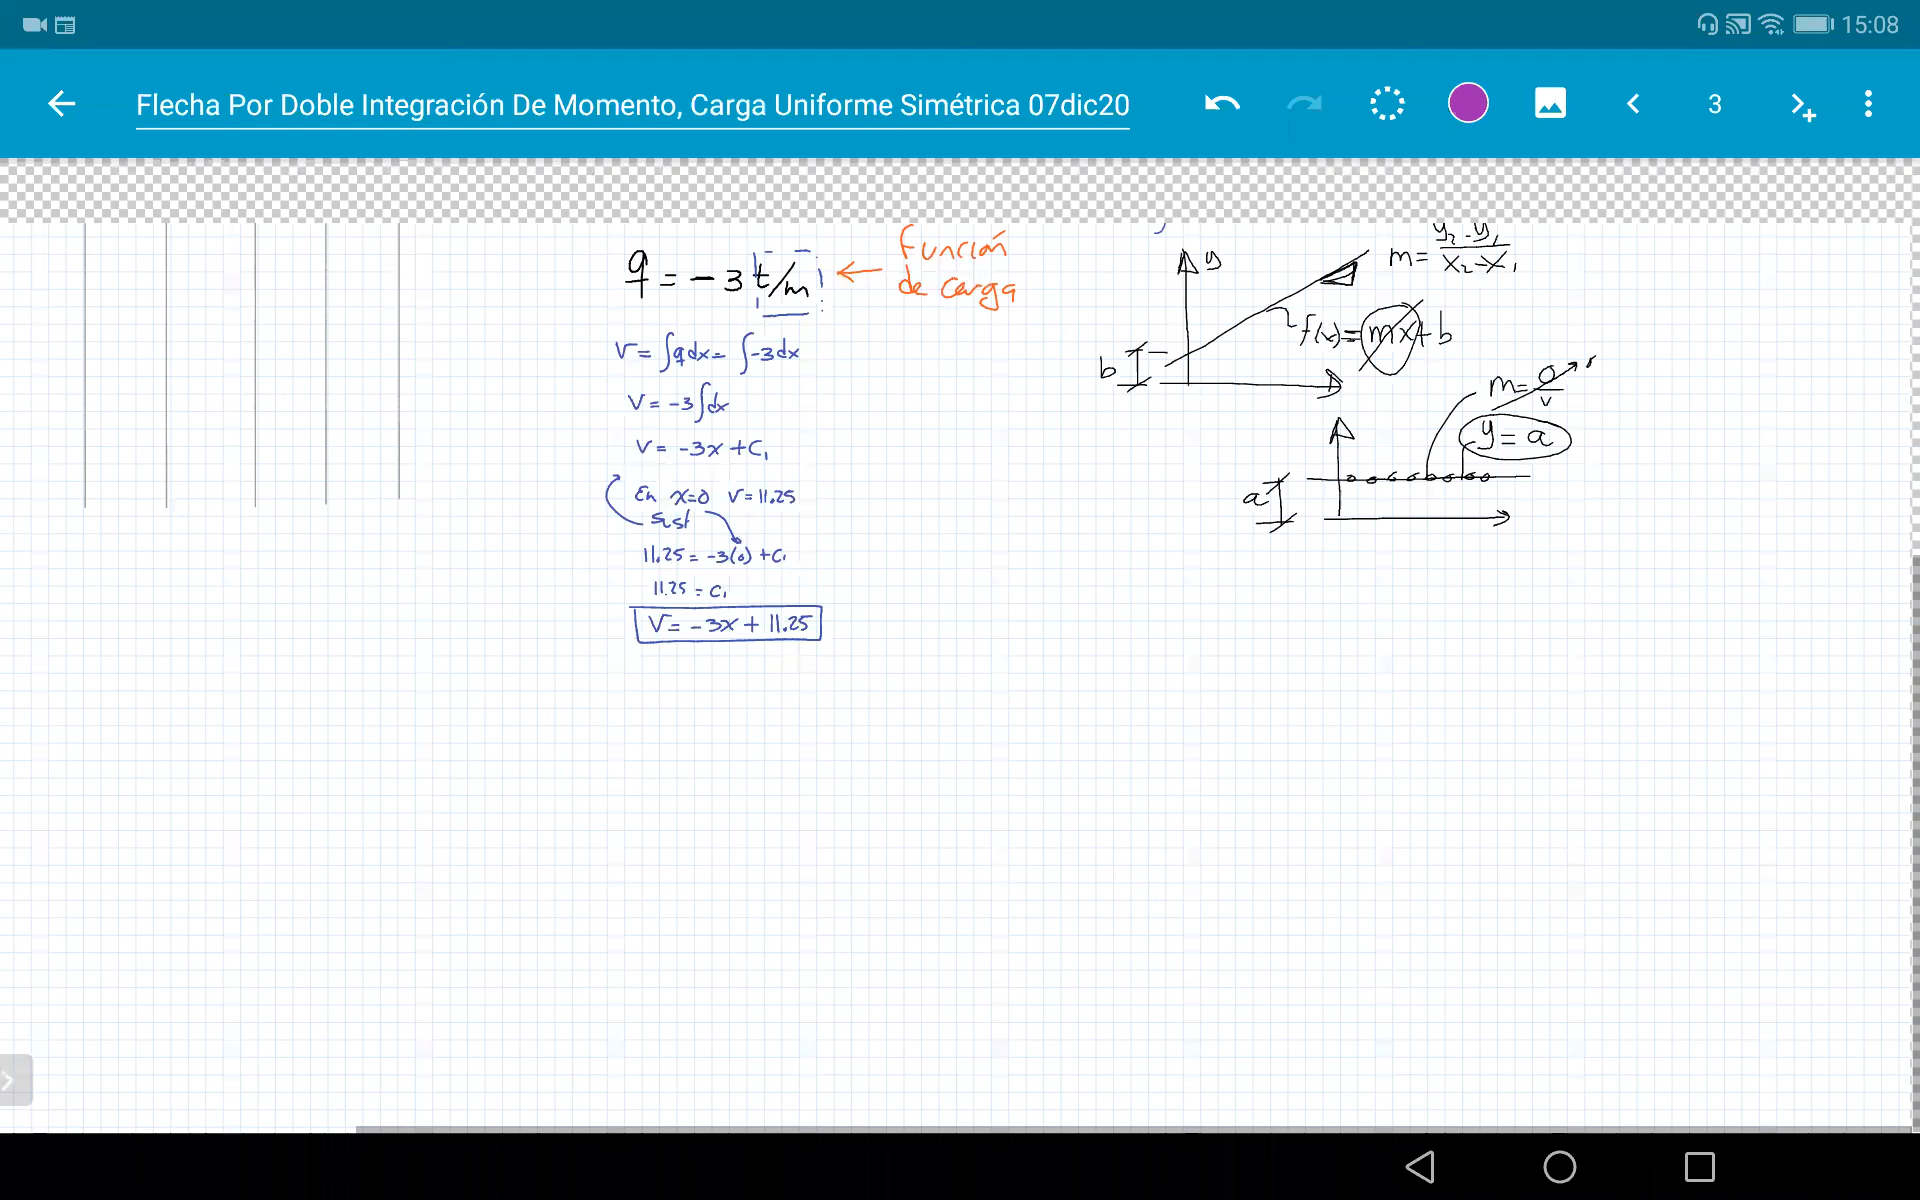 15:08
Flecha Por Doble Integración De Momento, Carga Uniforme Simétrica 07dic20
3
q = -3 t/m
Función
de carga
V = ∫qdx = ∫-3dx
V = -3∫dx
V = -3x + C₁
En x=0 V = 11.25
sust
11.25 = -3(0) + C₁
11.25 = C₁
V = -3x + 11.25
y
m = y₂-y₁/x₂-x₁
f(x) = mx + b
b
m = 0/v
y = a
a